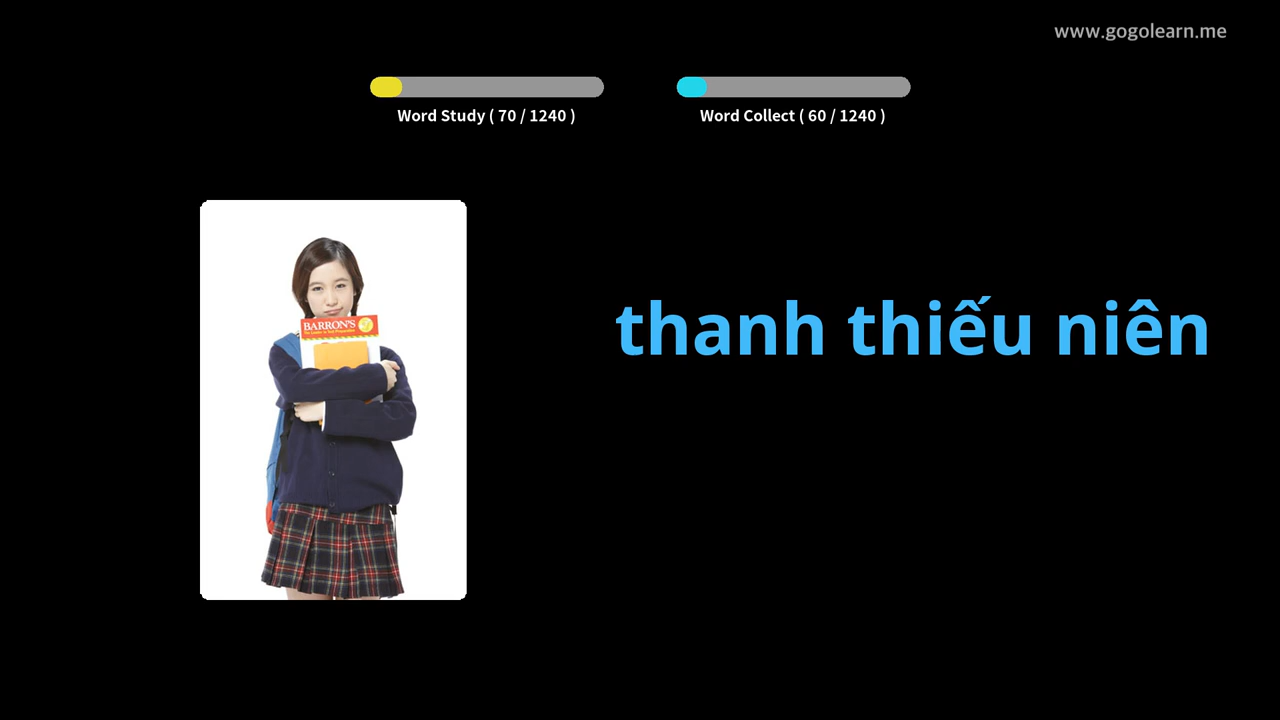 www.gogolearn.me
Word Study ( 70 / 1240 )
Word Collect ( 60 / 1240 )
BARRON'S
thanh thiếu niên